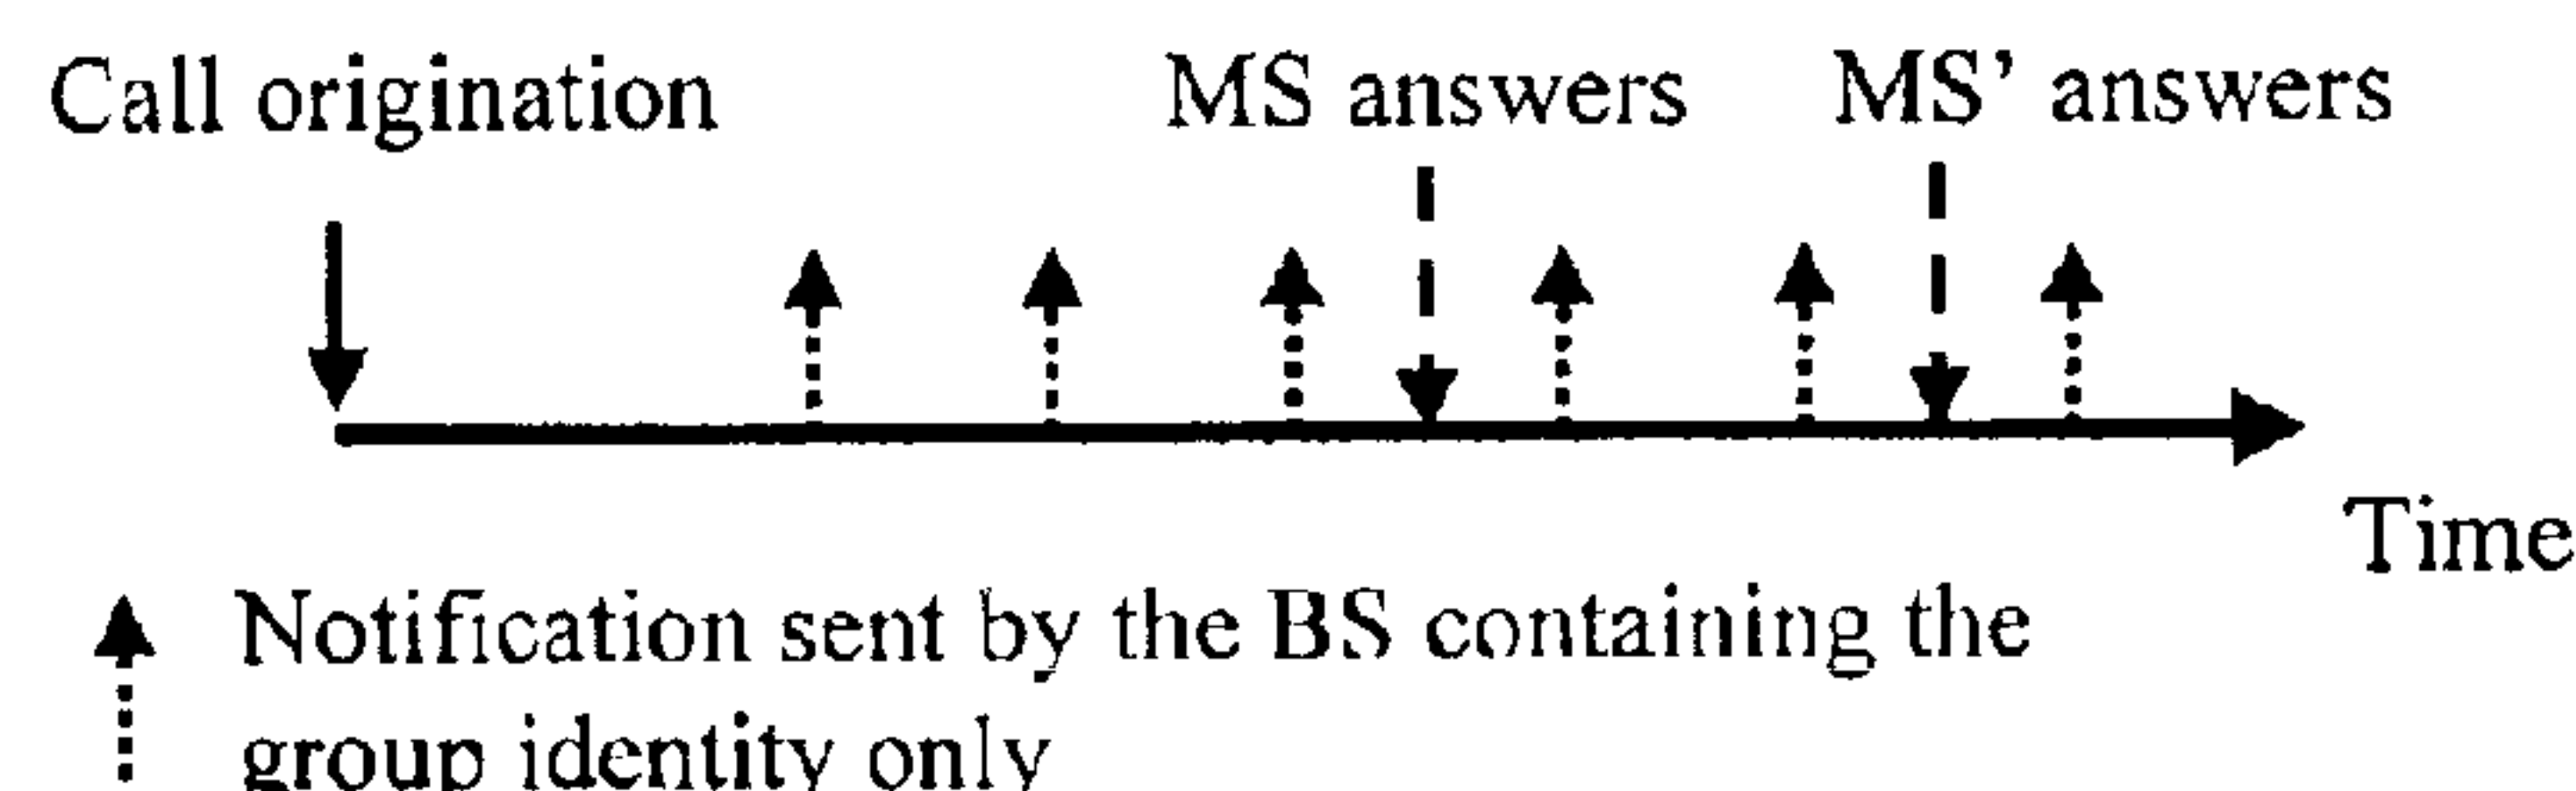 Call origination
MS answers
MS’ answers
Time
Notification sent by the BS containing the
group identity only